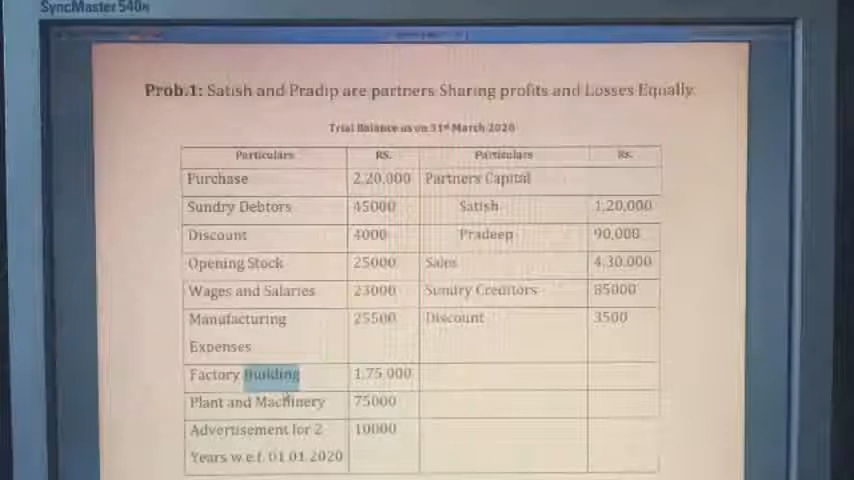 SyncMaster 540n
Prob.1: Satish and Pradip are partners Sharing profits and Losses Equally.
Trial Balance as on 31st March 2020
Particulars RS. Particulars Rs.
Purchase 2,20,000 Partners Capital
Sundry Debtors 45000 Satish 1,20,000
Discount 4000 Pradeep 90,000
Opening Stock 25000 Sales 4,30,000
Wages and Salaries 23000 Sundry Creditors 85000
Manufacturing 25500 Discount 3500
Expenses
Factory Building 1,75,000
Plant and Machinery 75000
Advertisement for 2 10000
Years w.e.f. 01.01.2020